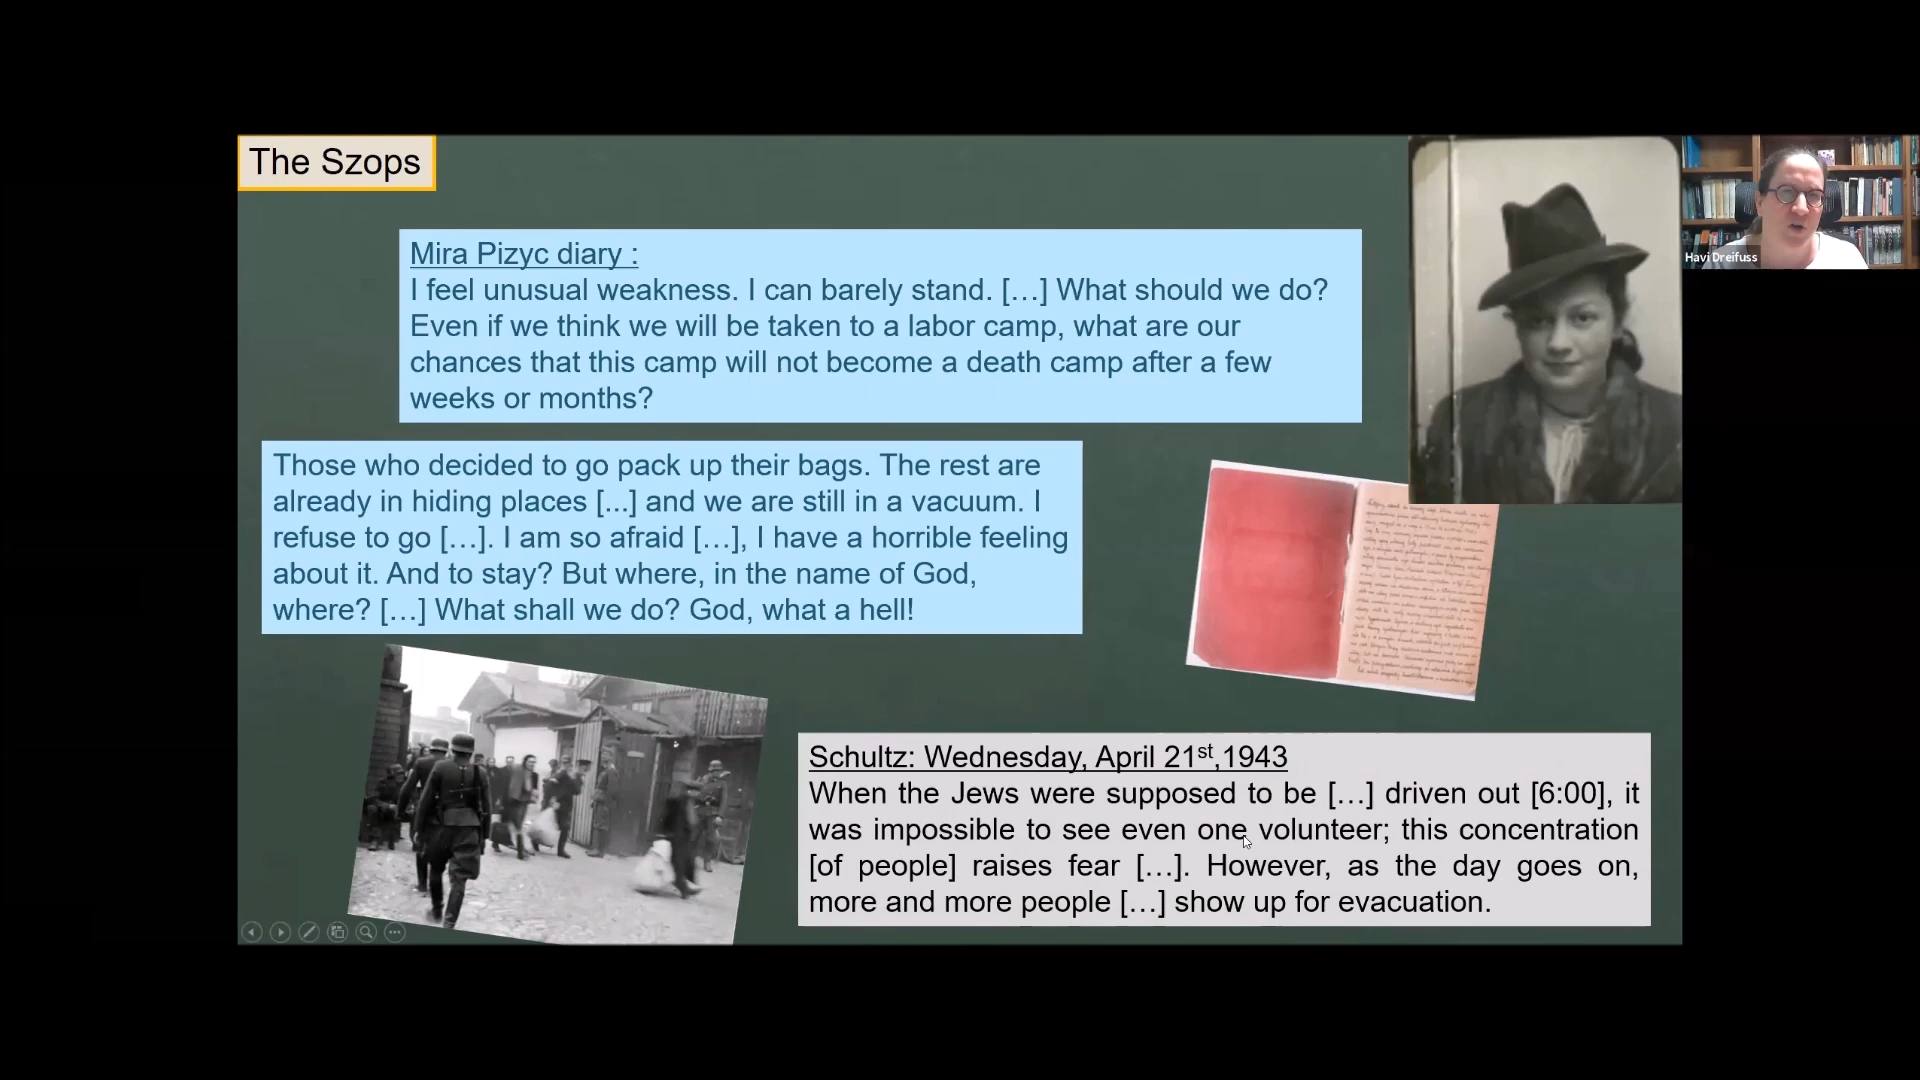 The Szops
Havi Dreifuss
Mira Pizyc diary :
I feel unusual weakness. I can barely stand. […] What should we do?
Even if we think we will be taken to a labor camp, what are our
chances that this camp will not become a death camp after a few
weeks or months?
Those who decided to go pack up their bags. The rest are
already in hiding places [...] and we are still in a vacuum. I
refuse to go […]. I am so afraid […], I have a horrible feeling
about it. And to stay? But where, in the name of God,
where? […] What shall we do? God, what a hell!
Schultz: Wednesday, April 21st,1943
When the Jews were supposed to be […] driven out [6:00], it
was impossible to see even one volunteer; this concentration
[of people] raises fear […]. However, as the day goes on,
more and more people […] show up for evacuation.